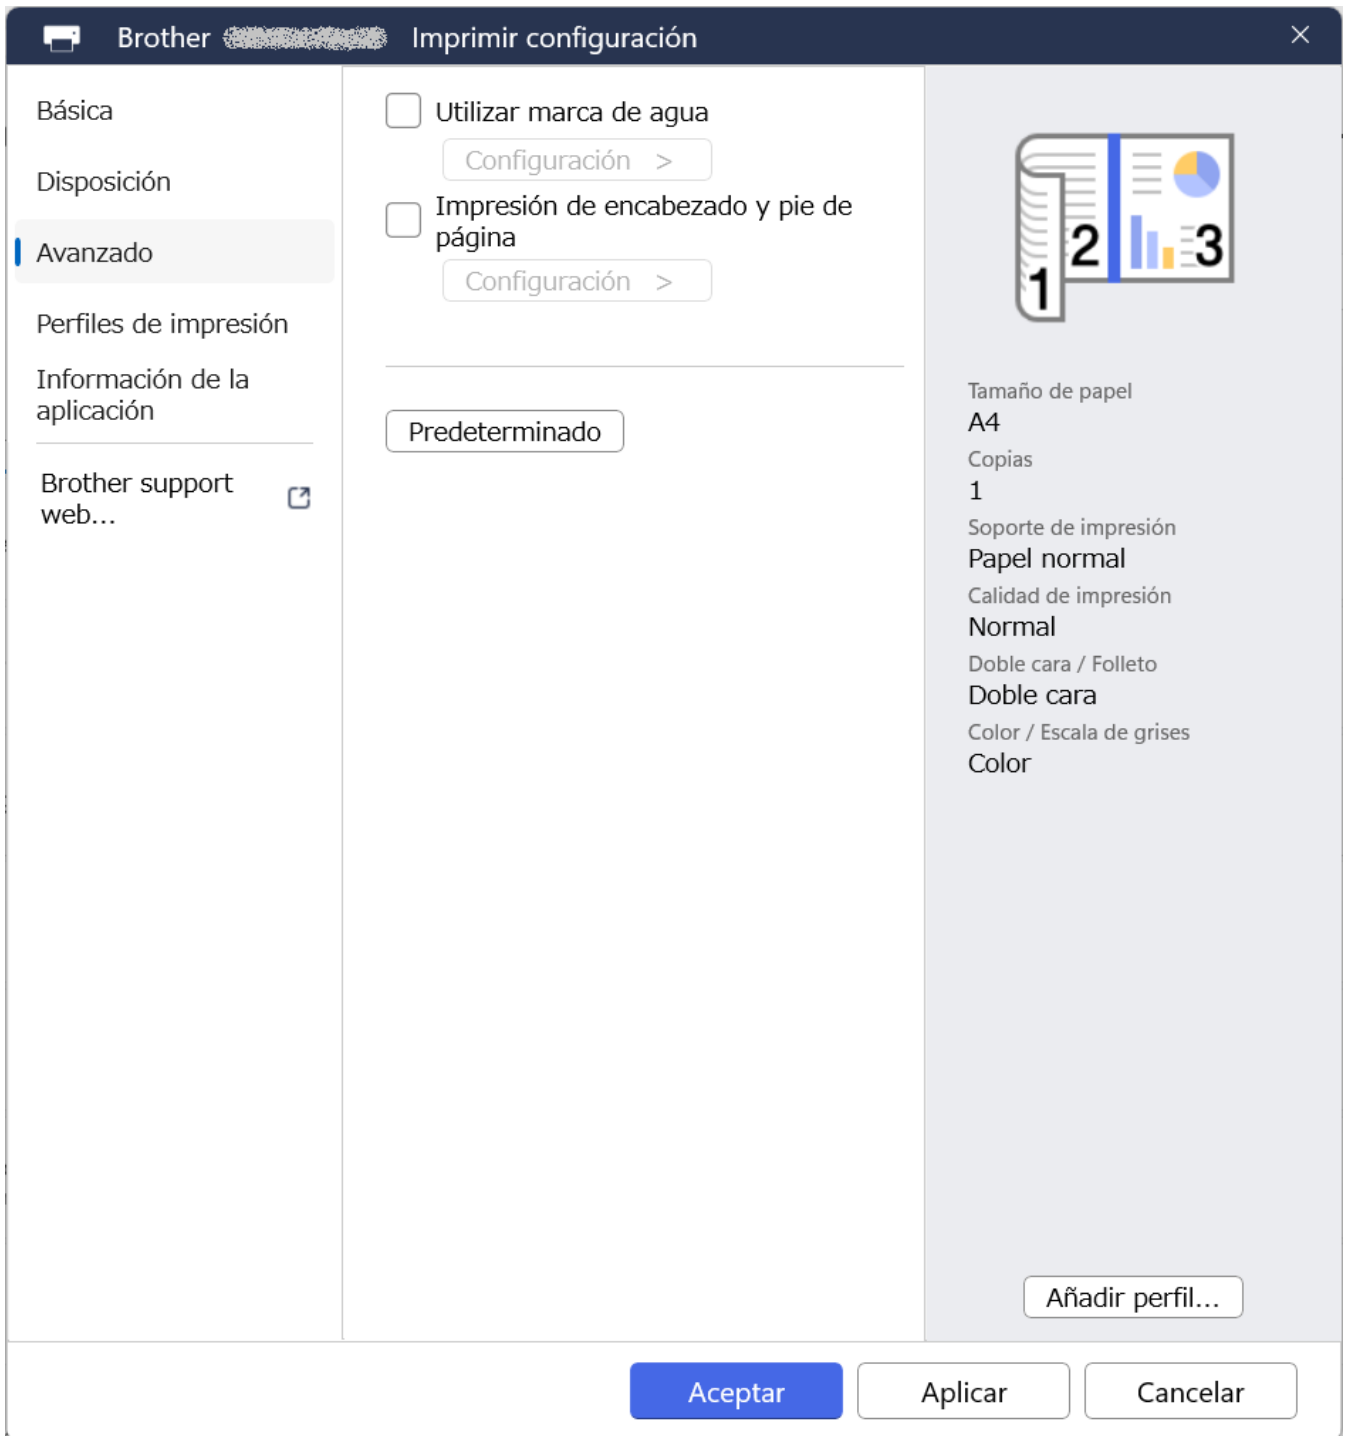 Brother Imprimir configuración
Básica
Disposición
Avanzado
Perfiles de impresión
Información de la
aplicación
Brother support
web...
Utilizar marca de agua
Configuración >
Impresión de encabezado y pie de
página
Configuración >
Predeterminado
1
2
3
Tamaño de papel
A4
Copias
1
Soporte de impresión
Papel normal
Calidad de impresión
Normal
Doble cara / Folleto
Doble cara
Color / Escala de grises
Color
Añadir perfil...
Aceptar
Aplicar
Cancelar